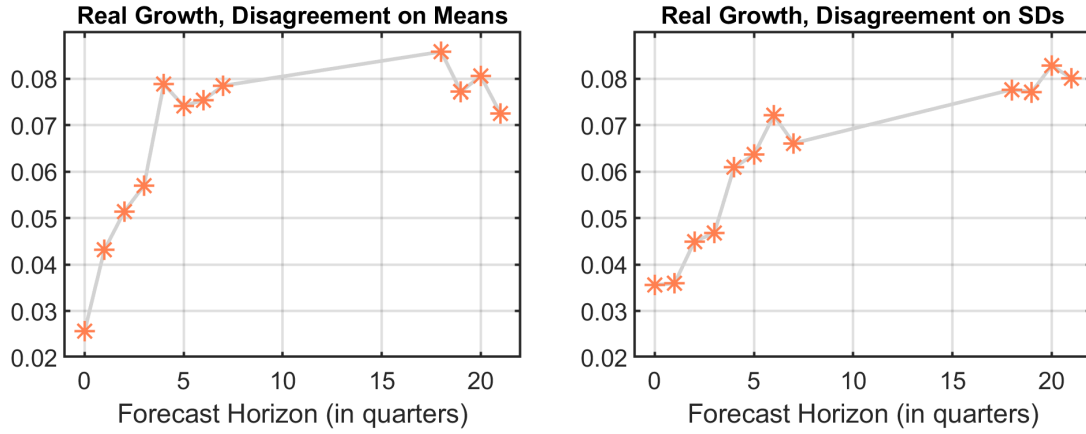 Real Growth, Disagreement on Means
0.08
0.07
0.06
0.05
0.04
0.03
0.02
0 5 10 15 20
Forecast Horizon (in quarters)
Real Growth, Disagreement on SDs
0.08
0.07
0.06
0.05
0.04
0.03
0.02
0 5 10 15 20
Forecast Horizon (in quarters)